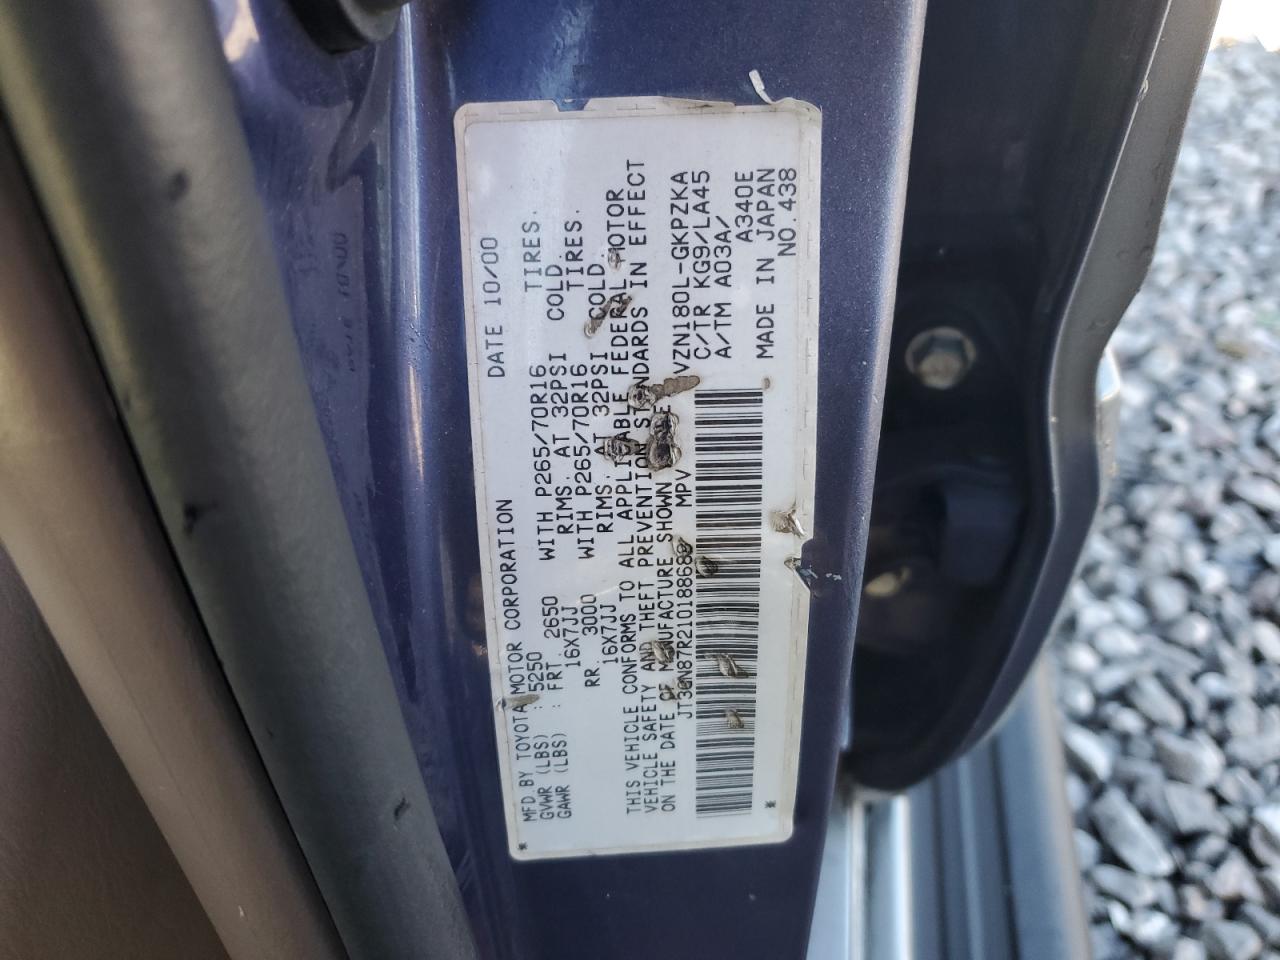 MFD. BY TOYOTA MOTOR CORPORATION DATE 10/00
GVWR (LBS) : 5250
GAWR (LBS) : FRT. 2650 WITH P265/70R16 TIRES.
16X7JJ RIMS. AT 32PSI COLD.
RR. 3000 WITH P265/70R16 TIRES.
16X7JJ RIMS. AT 32PSI COLD.
THIS VEHICLE CONFORMS TO ALL APPLICABLE FEDERAL MOTOR
VEHICLE SAFETY AND THEFT PREVENTION STANDARDS IN EFFECT
ON THE DATE OF MANUFACTURE SHOWN
MPV
VZN180L-GKPZKA
C/TR KG9/LA45
A/TM A03A/ A340E
MADE IN JAPAN
NO. 438